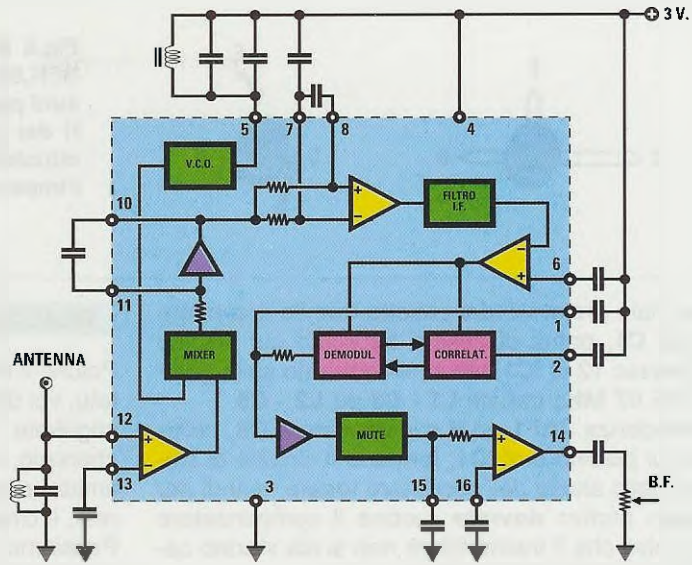 3 V.
5
7
8
4
V.C.O.
10
FILTRO
I.F.
6
11
1
MIXER
DEMODUL.
CORRELAT.
2
ANTENNA
12
13
MUTE
14
3
15
16
B.F.